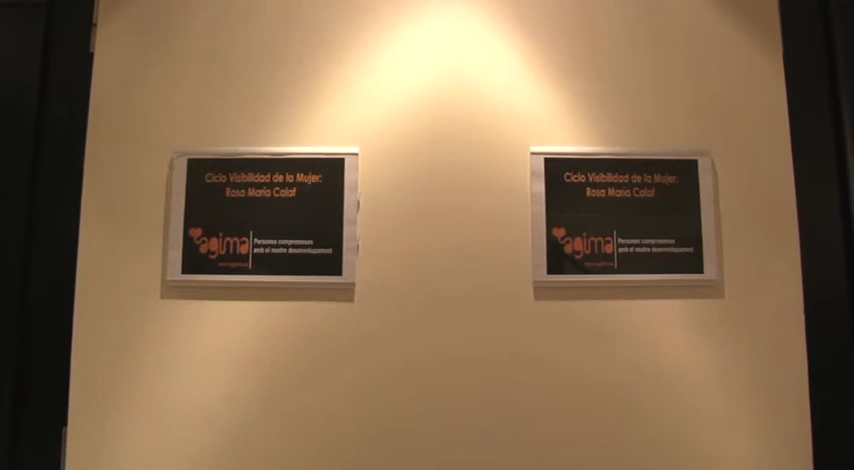 Ciclo Visibilidad de la Mujer:
Rosa María Calaf
agima
Persones compromeses
amb el nostre desenvolupament
Ciclo Visibilidad de la Mujer:
Rosa María Calaf
agima
Persones compromeses
amb el nostre desenvolupament